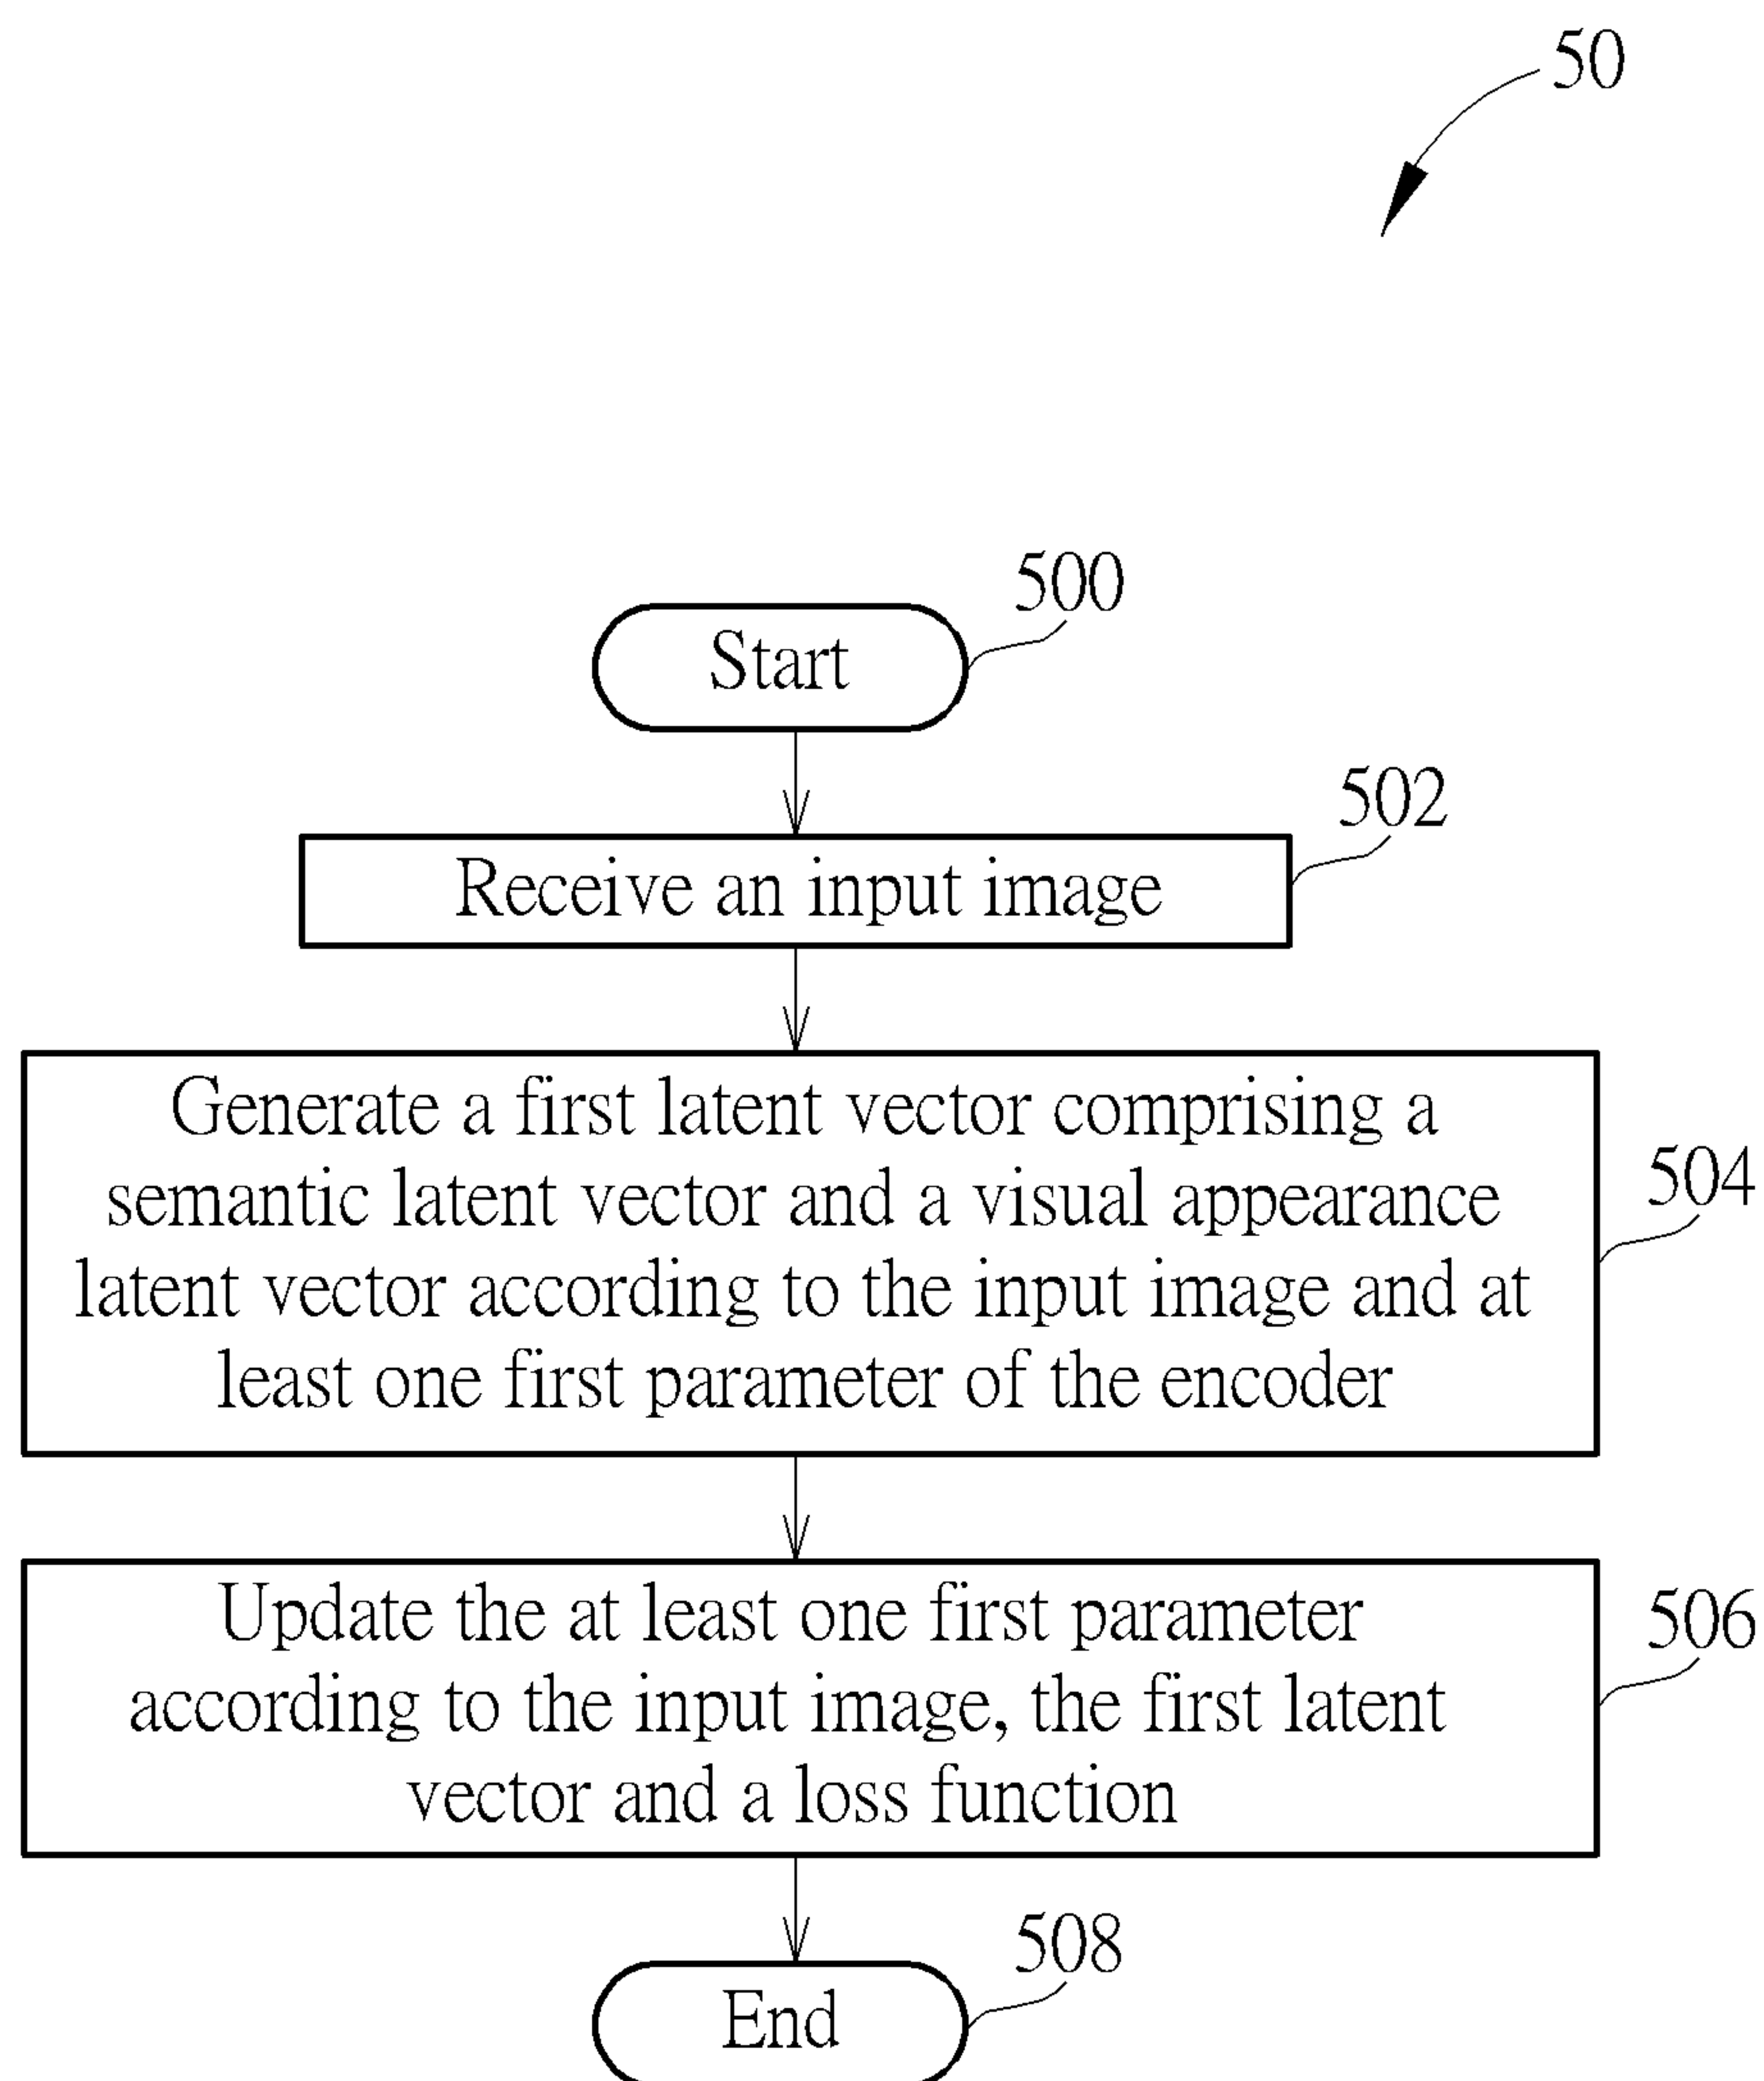 50
500
Start
502
Receive an input image
Generate a first latent vector comprising a
semantic latent vector and a visual appearance
504
latent vector according to the input image and at
least one first parameter of the encoder
Update the at least one first parameter
506
according to the input image, the first latent
vector and a loss function
508
End